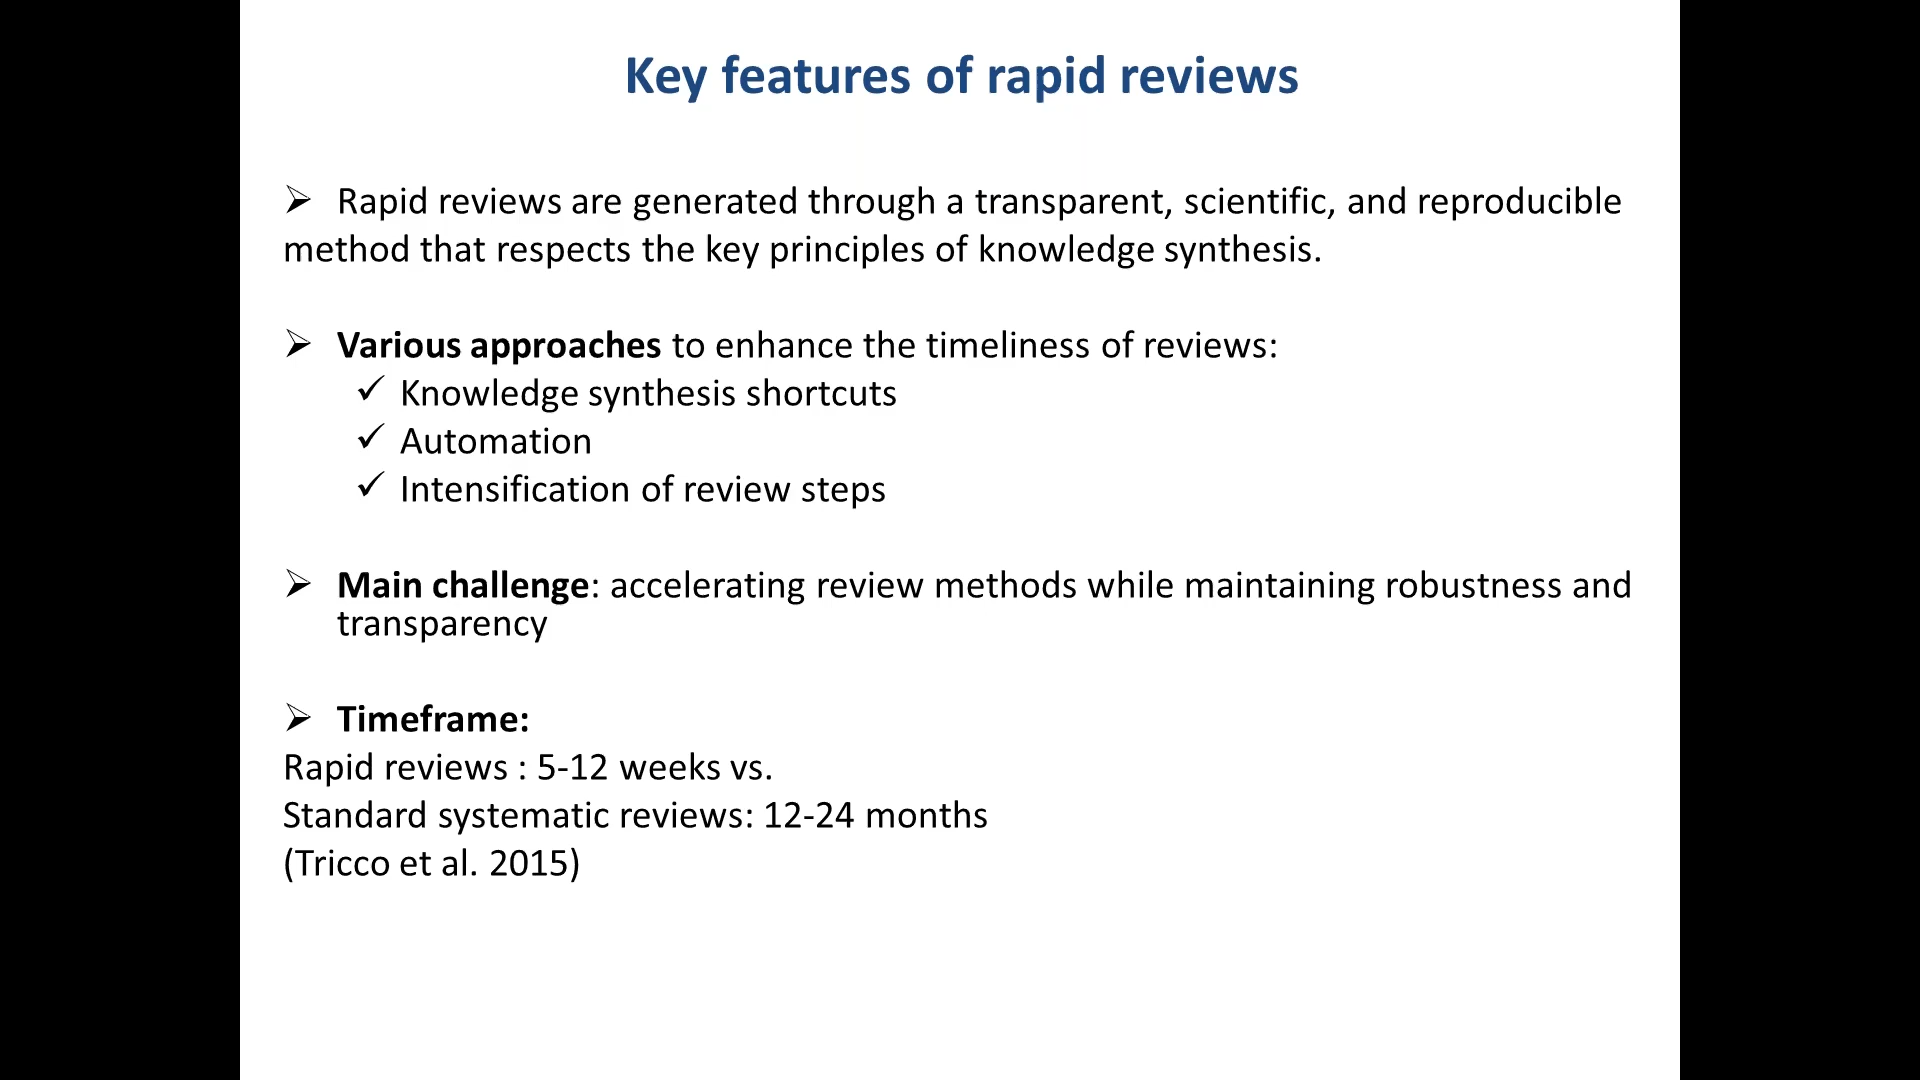 Key features of rapid reviews
➢ Rapid reviews are generated through a transparent, scientific, and reproducible
method that respects the key principles of knowledge synthesis.
➢ Various approaches to enhance the timeliness of reviews:
✓ Knowledge synthesis shortcuts
✓ Automation
✓ Intensification of review steps
➢ Main challenge: accelerating review methods while maintaining robustness and
transparency
➢ Timeframe:
Rapid reviews : 5-12 weeks vs.
Standard systematic reviews: 12-24 months
(Tricco et al. 2015)